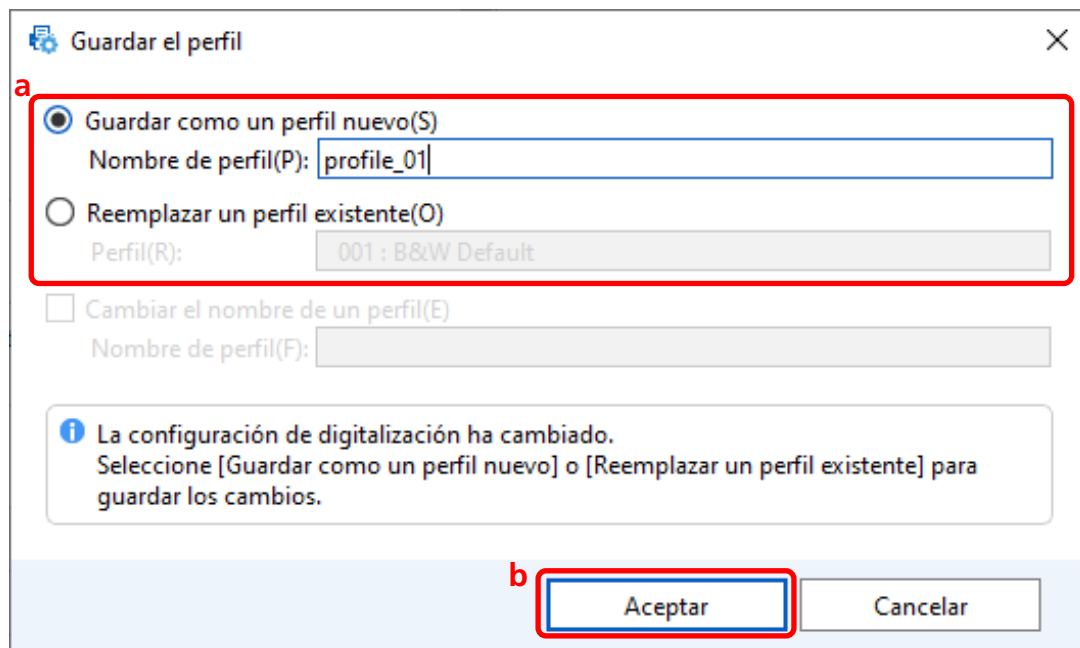 Guardar el perfil
a
Guardar como un perfil nuevo(S)
Nombre de perfil(P): profile_01
Reemplazar un perfil existente(O)
Perfil(R): 001 : B&W Default
Cambiar el nombre de un perfil(E)
Nombre de perfil(F):
La configuración de digitalización ha cambiado.
Seleccione [Guardar como un perfil nuevo] o [Reemplazar un perfil existente] para
guardar los cambios.
b
Aceptar Cancelar